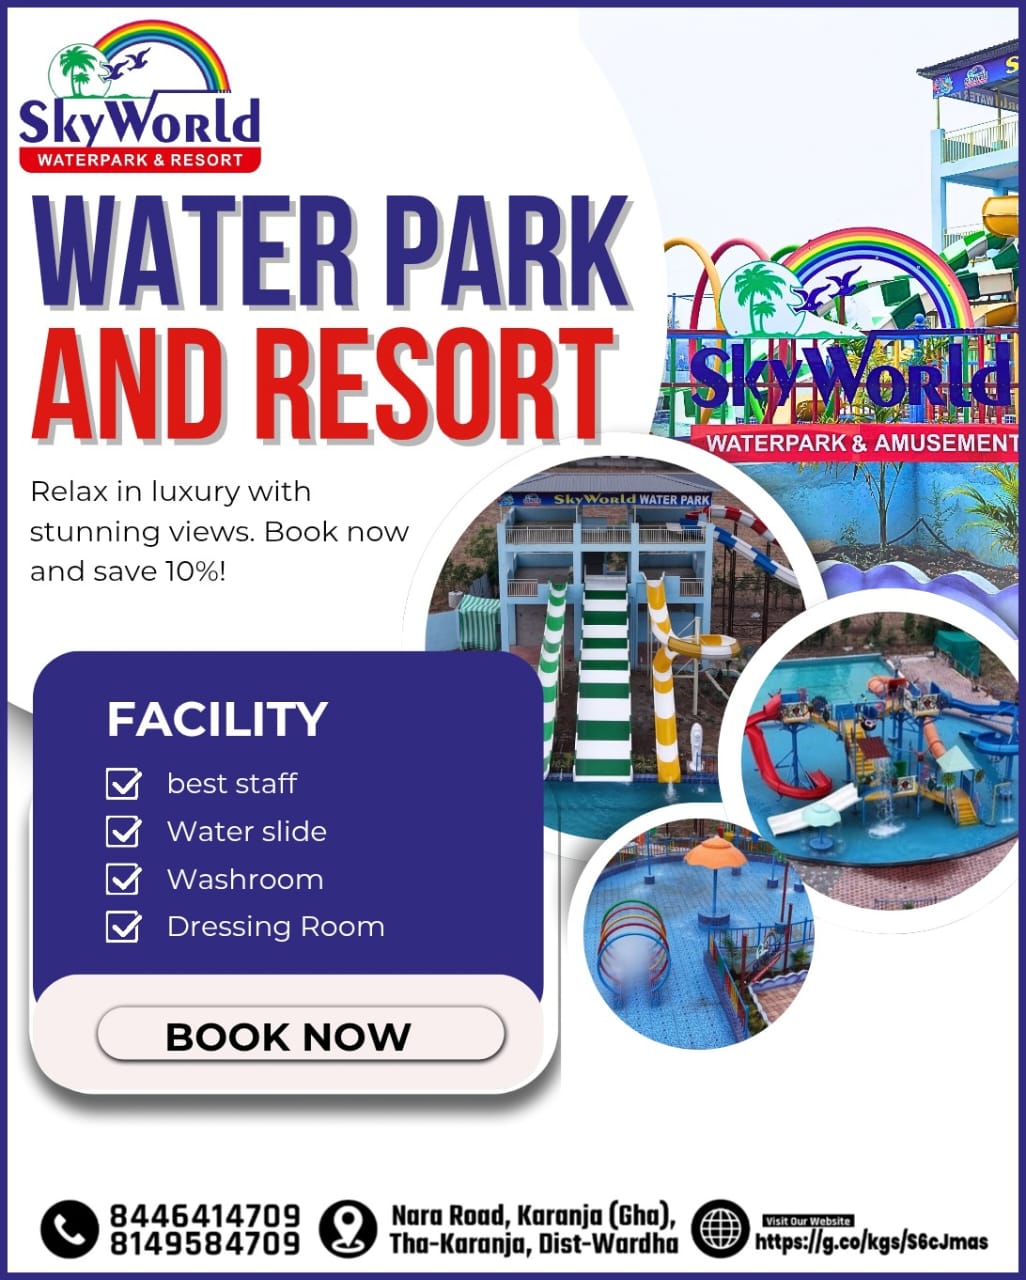 SkyWorld
WATERPARK & RESORT
WATER PARK
AND RESORT
SkyWorld
WATERPARK & AMUSEMENT
Relax in luxury with
stunning views. Book now
and save 10%!
SkyWorld WATER PARK
FACILITY
best staff
Water slide
Washroom
Dressing Room
BOOK NOW
8446414709
8149584709
Nara Road, Karanja (Gha),
Tha-Karanja, Dist-Wardha
Visit Our Website
https://g.co/kgs/S6cJmas